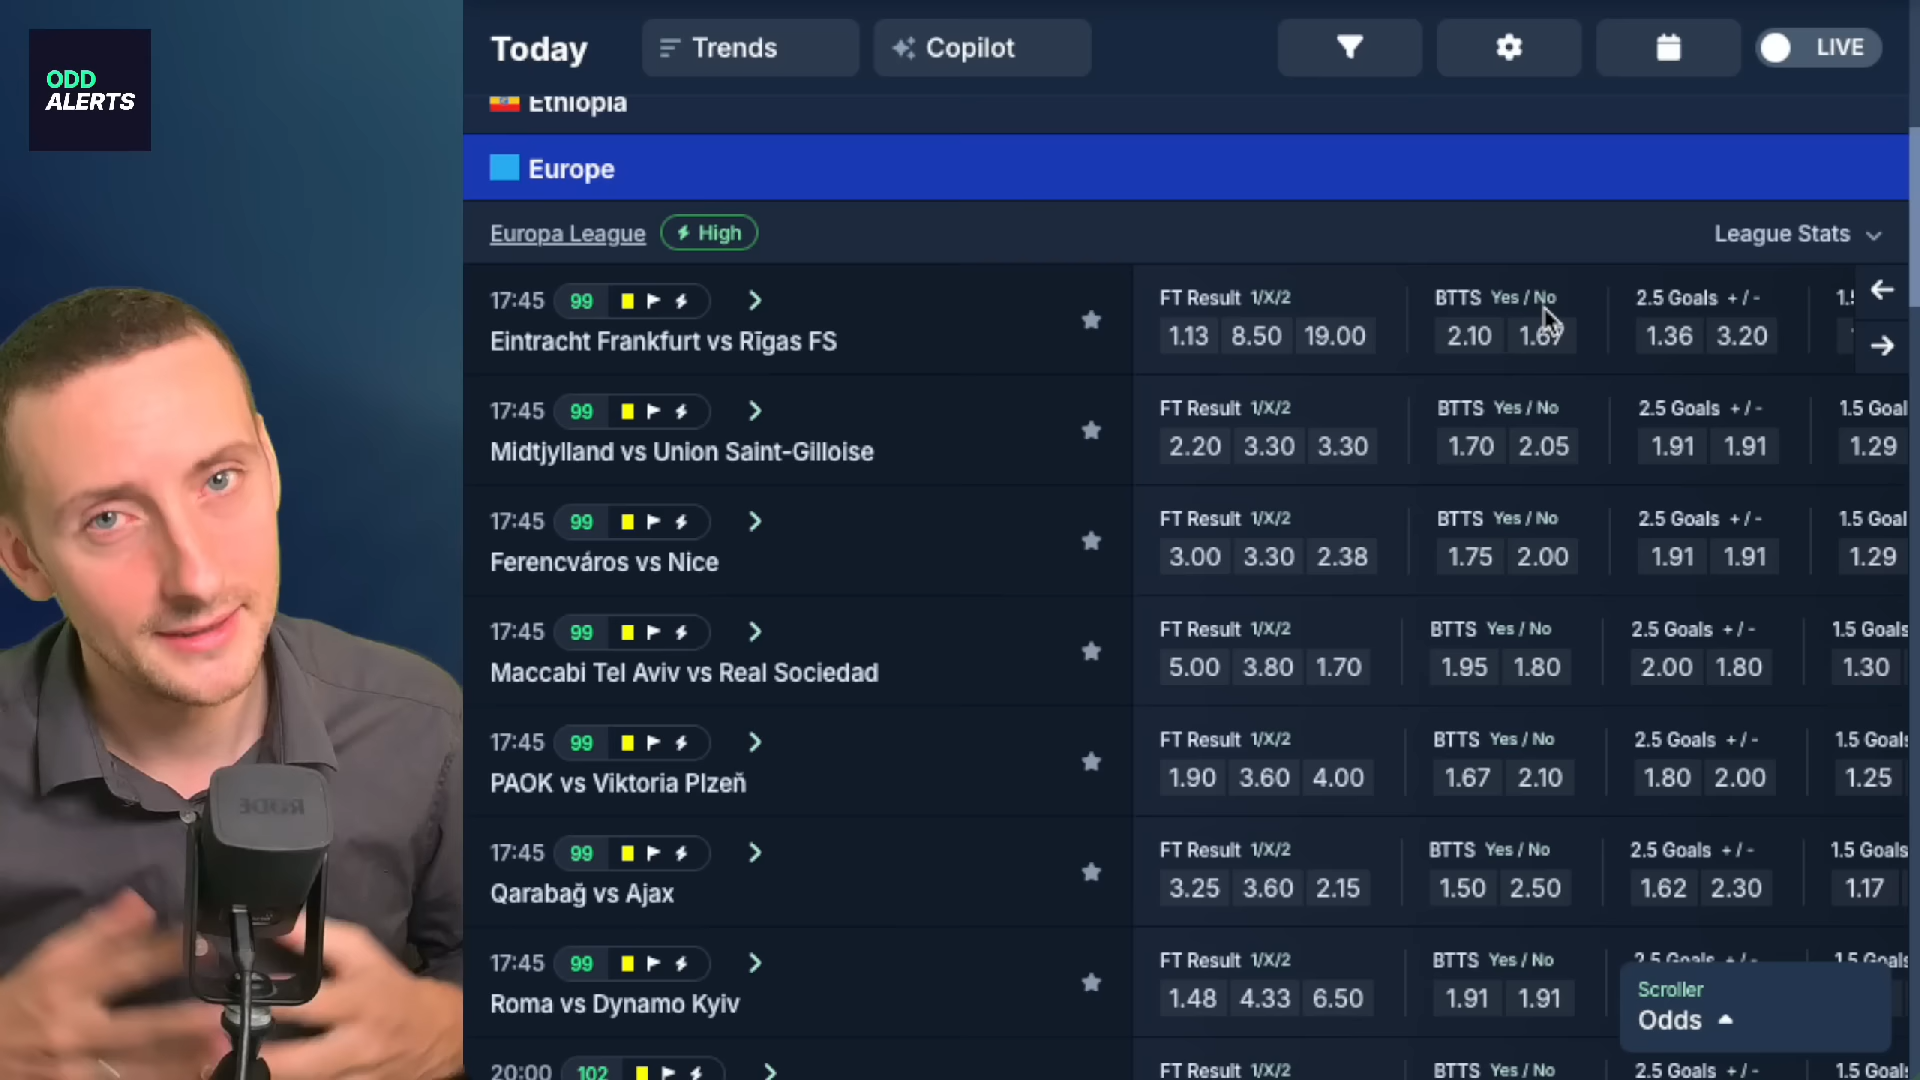 ODD
ALERTS
Today
Trends
Copilot
LIVE
Ethiopia
Europe
Europa League
High
League Stats
17:45 99
Eintracht Frankfurt vs Rīgas FS
FT Result 1/X/2
1.13 8.50 19.00
BTTS Yes / No
2.10 1.67
2.5 Goals + / -
1.36 3.20
17:45 99
Midtjylland vs Union Saint-Gilloise
FT Result 1/X/2
2.20 3.30 3.30
BTTS Yes / No
1.70 2.05
2.5 Goals + / -
1.91 1.91
1.5 Goal
1.29
17:45 99
Ferencváros vs Nice
FT Result 1/X/2
3.00 3.30 2.38
BTTS Yes / No
1.75 2.00
2.5 Goals + / -
1.91 1.91
1.5 Goal
1.29
17:45 99
Maccabi Tel Aviv vs Real Sociedad
FT Result 1/X/2
5.00 3.80 1.70
BTTS Yes / No
1.95 1.80
2.5 Goals + / -
2.00 1.80
1.5 Goals
1.30
17:45 99
PAOK vs Viktoria Plzeň
FT Result 1/X/2
1.90 3.60 4.00
BTTS Yes / No
1.67 2.10
2.5 Goals + / -
1.80 2.00
1.5 Goals
1.25
17:45 99
Qarabağ vs Ajax
FT Result 1/X/2
3.25 3.60 2.15
BTTS Yes / No
1.50 2.50
2.5 Goals + / -
1.62 2.30
1.5 Goals
1.17
17:45 99
Roma vs Dynamo Kyiv
FT Result 1/X/2
1.48 4.33 6.50
BTTS Yes / No
1.91 1.91
2.5 Goals + / -
1.5 Goals
Scroller
Odds
20:00 102
FT Result 1/X/2
BTTS Yes / No
2.5 Goals + / -
1.5 Goals
RØDE